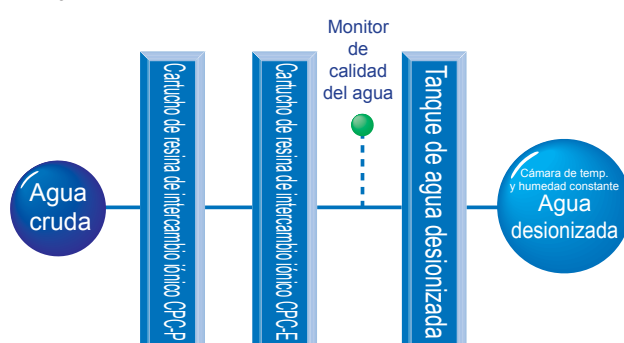 Agua
cruda
Cartucho de resina de intercambio iónico CPC-P
Cartucho de resina de intercambio iónico CPC-E
Monitor
de
calidad
del agua
Tanque de agua desionizada
Cámara de temp.
y humedad constante
Agua
desionizada